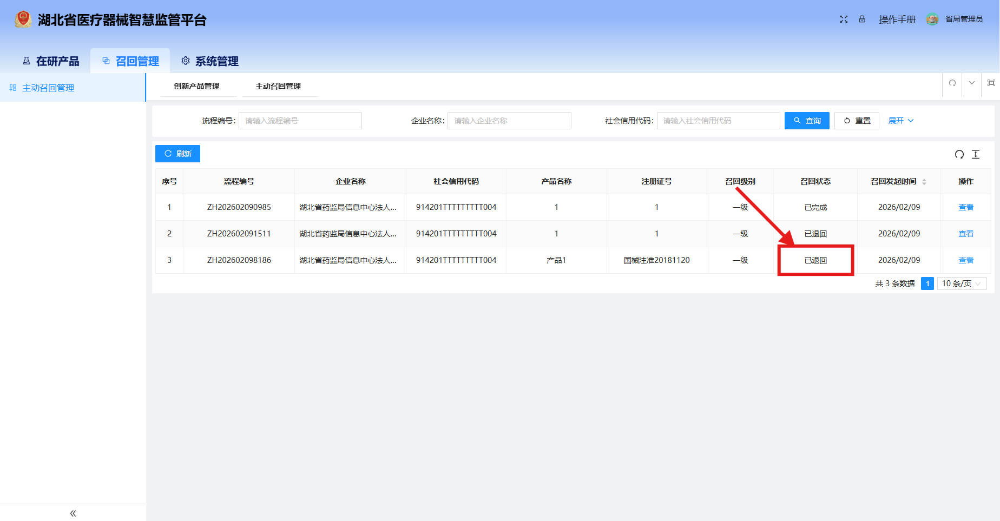 湖北省医疗器械智慧监管平台
操作手册 省局管理员
在研产品 召回管理 系统管理
主动召回管理
创新产品管理 主动召回管理
流程编号: 请输入流程编号 企业名称: 请输入企业名称 社会信用代码: 请输入社会信用代码 查询 重置 展开
刷新
序号 流程编号 企业名称 社会信用代码 产品名称 注册证号 召回级别 召回状态 召回发起时间 操作
1 ZH202602090985 湖北省药监局信息中心法人... 914201TTTTTTTTT004 1 1 一级 已完成 2026/02/09 查看
2 ZH202602091511 湖北省药监局信息中心法人... 914201TTTTTTTTT004 1 1 一级 已退回 2026/02/09 查看
3 ZH202602098186 湖北省药监局信息中心法人... 914201TTTTTTTTT004 产品1 国械注准20181120 一级 已退回 2026/02/09 查看
共 3 条数据 1 10 条/页